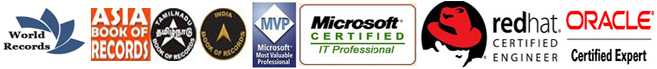 World
Records
ASIA
BOOK OF
RECORDS
TAMILNADU
தமிழ்நாடு
BOOK OF RECORDS
INDIA
BOOK OF RECORDS
MVP
Microsoft
Most Valuable
Professional
Microsoft
CERTIFIED
IT Professional
redhat.
CERTIFIED
ENGINEER
ORACLE
Certified Expert